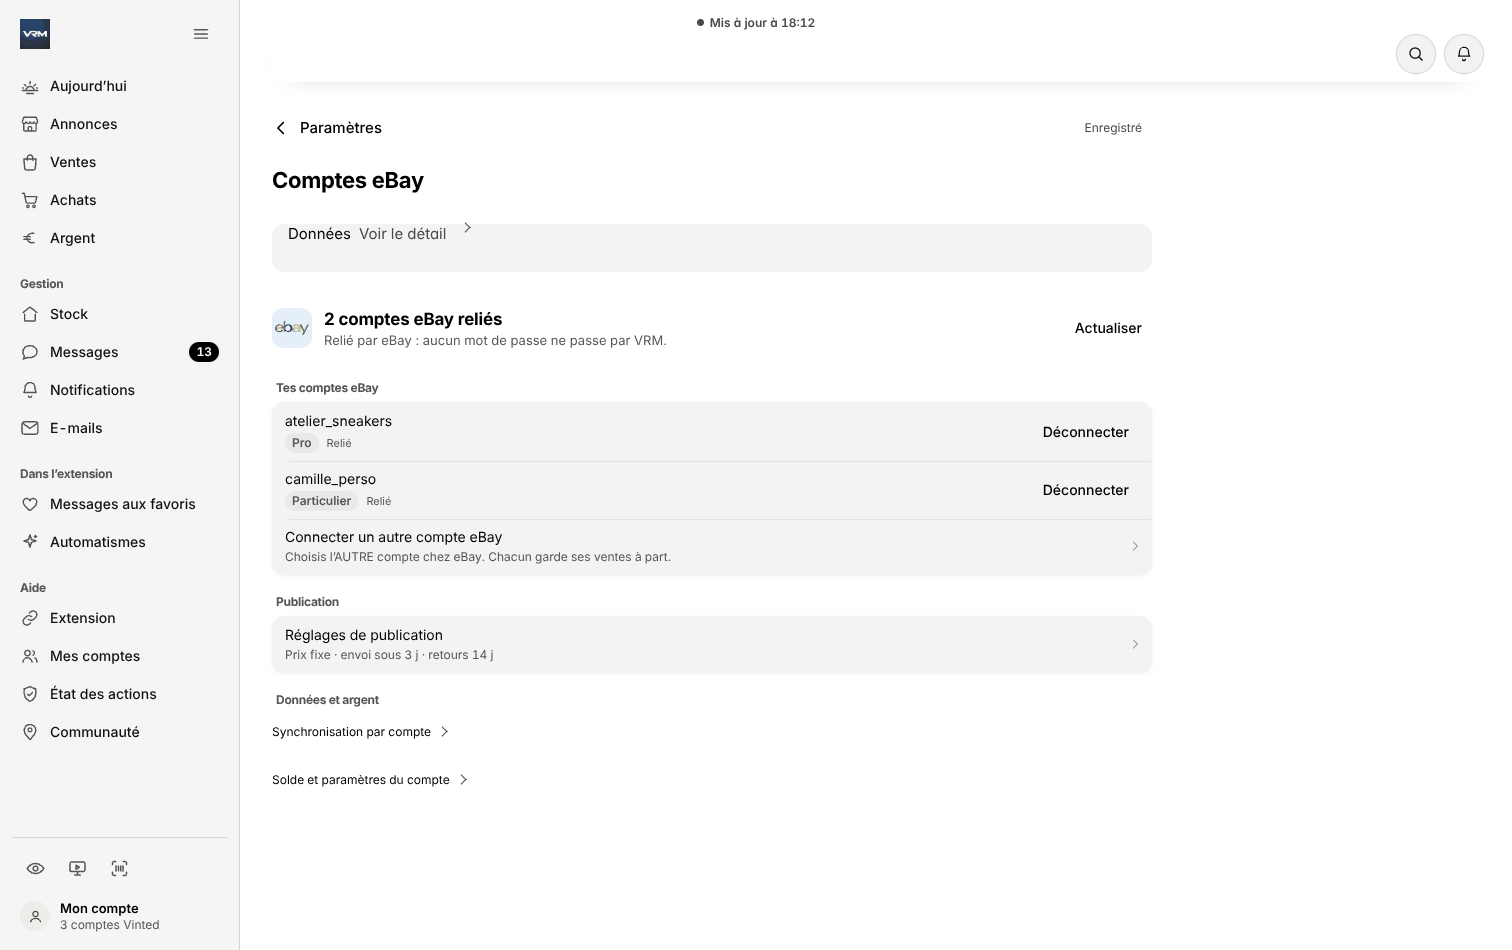 VRM
Mis à jour à 18:12
Aujourd’hui
Annonces
Ventes
Achats
Argent
Gestion
Stock
Messages 13
Notifications
E-mails
Dans l’extension
Messages aux favoris
Automatismes
Aide
Extension
Mes comptes
État des actions
Communauté
Mon compte
3 comptes Vinted
Paramètres
Enregistré
Comptes eBay
Données Voir le détail
ebay
2 comptes eBay reliés
Relié par eBay : aucun mot de passe ne passe par VRM.
Actualiser
Tes comptes eBay
atelier_sneakers
Pro Relié
Déconnecter
camille_perso
Particulier Relié
Déconnecter
Connecter un autre compte eBay
Choisis l’AUTRE compte chez eBay. Chacun garde ses ventes à part.
Publication
Réglages de publication
Prix fixe · envoi sous 3 j · retours 14 j
Données et argent
Synchronisation par compte
Solde et paramètres du compte